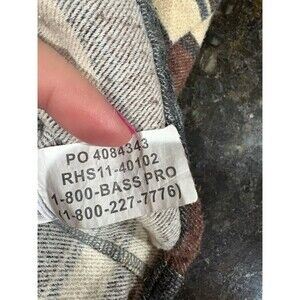 PO 4084343
RHS11-40102
1-800-BASS PRO
(1-800-227-7776)